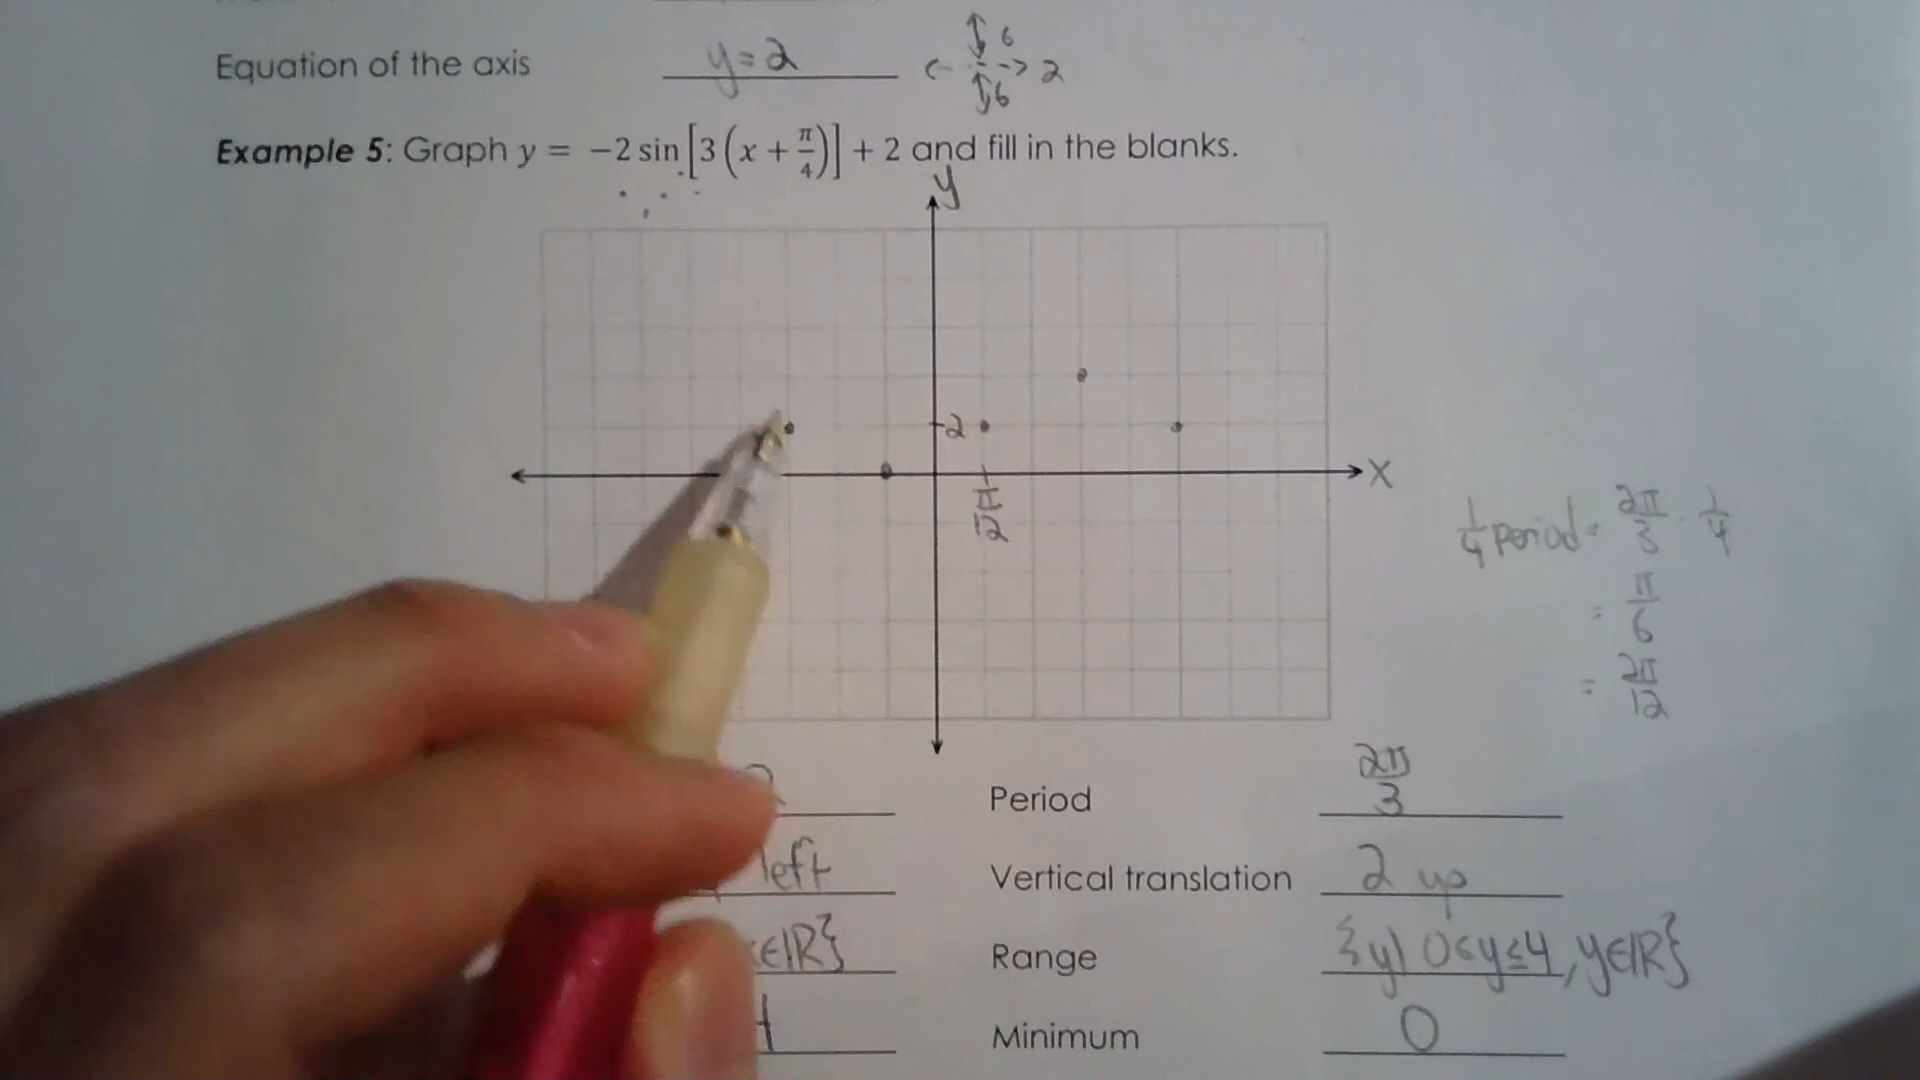 Equation of the axis y=2 6 2 6
Example 5: Graph y = −2 sin[3(x + π/4)] + 2 and fill in the blanks.
y
2
x
π/12
1/4 period = 2π/3 · 1/4
= π/6
= 2π/12
2 Period 2π/3
left Vertical translation 2 up
x∈ℝ} Range {y| 0≤y≤4, y∈ℝ}
Minimum 0